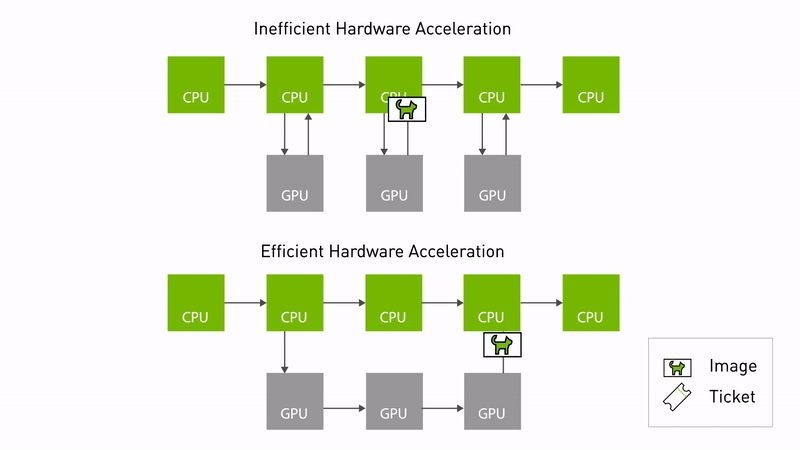 Inefficient Hardware Acceleration
CPU CPU CPU CPU CPU
GPU GPU GPU
Efficient Hardware Acceleration
CPU CPU CPU CPU CPU
GPU GPU GPU
Image
Ticket